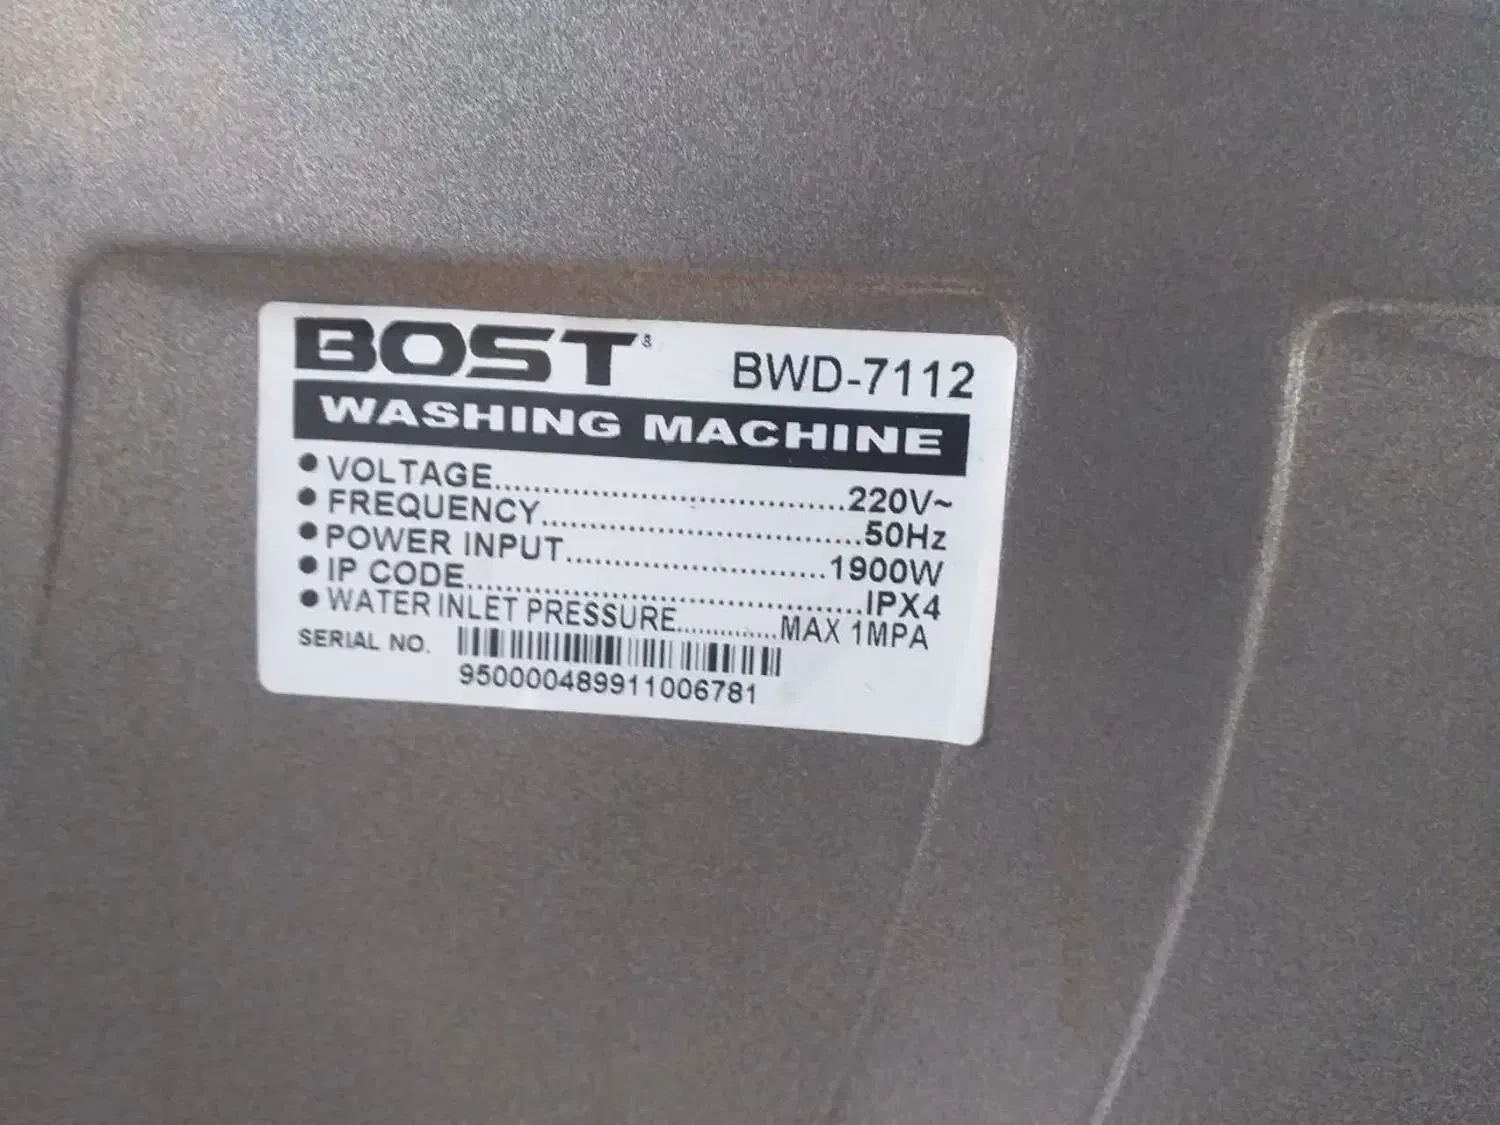 BOST®
BWD-7112
WASHING MACHINE
● VOLTAGE..............................220V~
● FREQUENCY...........................50Hz
● POWER INPUT......................1900W
● IP CODE.................................IPX4
● WATER INLET PRESSURE..............MAX 1MPA
SERIAL NO.
950000489911006781